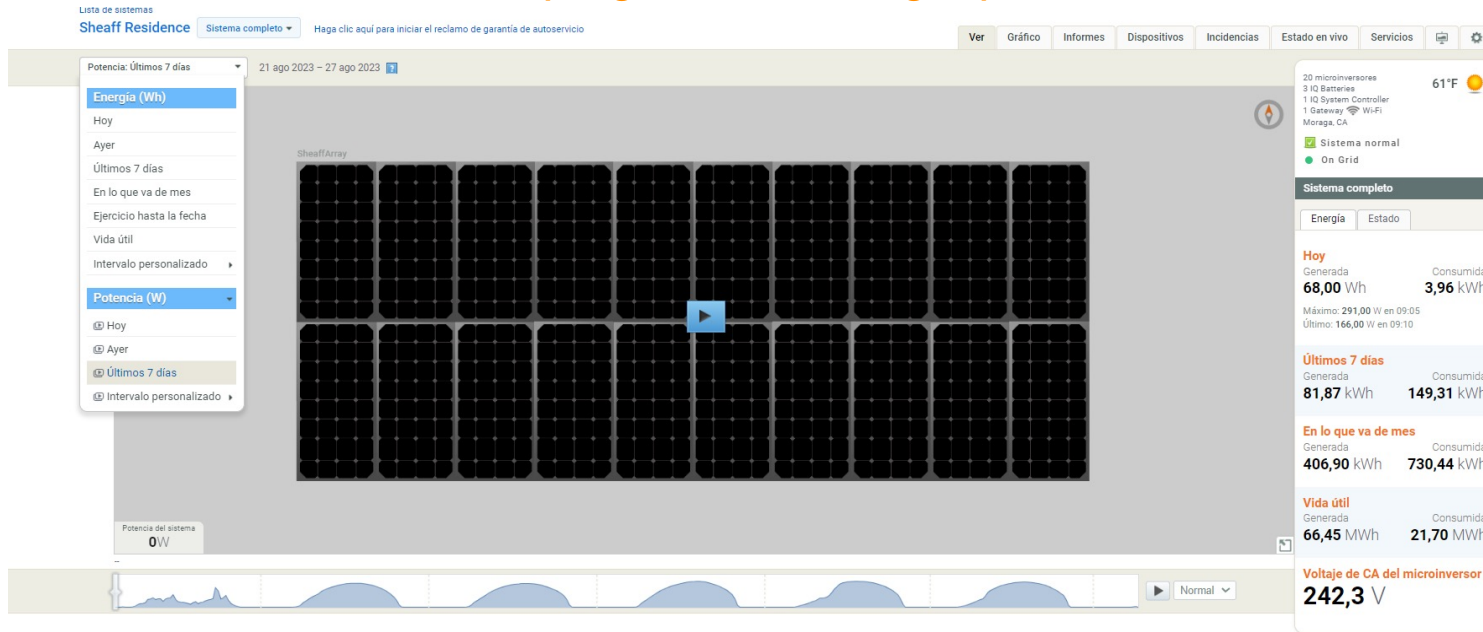 Lista de sistemas
Sheaff Residence Sistema completo Haga clic aquí para iniciar el reclamo de garantía de autoservicio
Ver Gráfico Informes Dispositivos Incidencias Estado en vivo Servicios
Potencia: Últimos 7 días 21 ago 2023 – 27 ago 2023 ?
Energía (Wh)
Hoy
Ayer
Últimos 7 días
En lo que va de mes
Ejercicio hasta la fecha
Vida útil
Intervalo personalizado
Potencia (W)
Hoy
Ayer
Últimos 7 días
Intervalo personalizado
SheaffArray
Potencia del sistema
0W
--
Normal
20 microinversores
3 IQ Batteries
1 IQ System Controller
1 Gateway Wi-Fi
Moraga, CA
61°F
Sistema normal
On Grid
Sistema completo
Energía Estado
Hoy
Generada Consumida
68,00 Wh 3,96 kWh
Máximo: 291,00 W en 09:05
Último: 166,00 W en 09:10
Últimos 7 días
Generada Consumida
81,87 kWh 149,31 kWh
En lo que va de mes
Generada Consumida
406,90 kWh 730,44 kWh
Vida útil
Generada Consumida
66,45 MWh 21,70 MWh
Voltaje de CA del microinversor
242,3 V